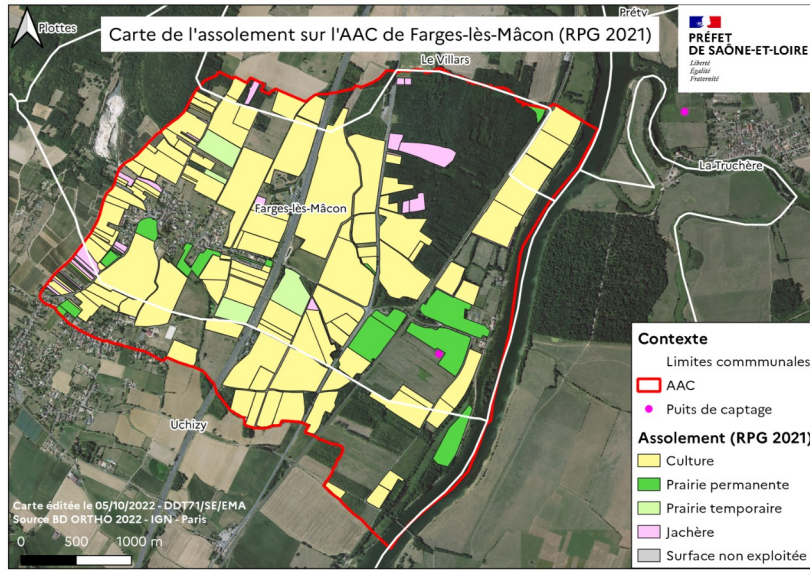 Carte de l'assolement sur l'AAC de Farges-lès-Mâcon (RPG 2021)
PRÉFET
DE SAÔNE-ET-LOIRE
Liberté
Égalité
Fraternité
Plottes
Préty
Le Villars
La Truchère
Farges-lès-Mâcon
Uchizy
Contexte
Limites commmunales
AAC
Puits de captage
Assolement (RPG 2021)
Culture
Prairie permanente
Prairie temporaire
Jachère
Surface non exploitée
Carte éditée le 05/10/2022 - DDT71/SE/EMA
Source BD ORTHO 2022 - IGN - Paris
0 500 1000 m